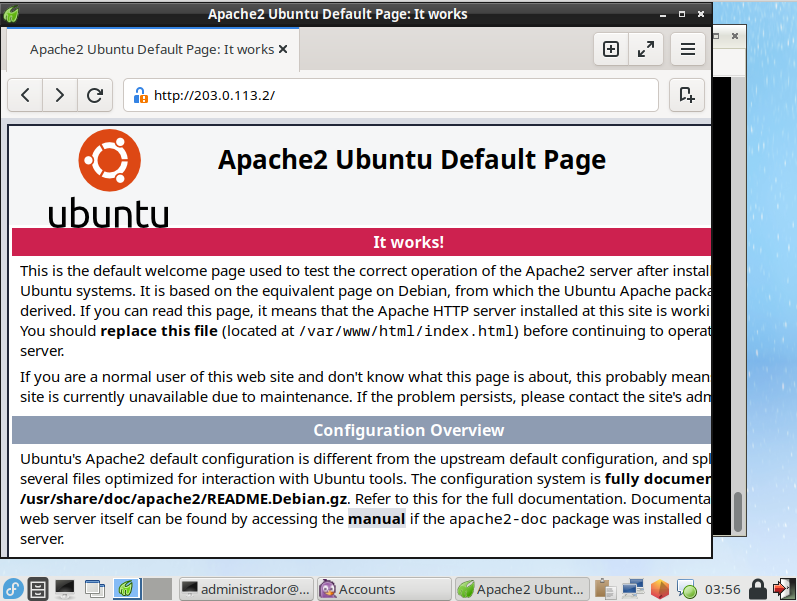 Apache2 Ubuntu Default Page: It works
Apache2 Ubuntu Default Page: It works
http://203.0.113.2/
ubuntu
Apache2 Ubuntu Default Page
It works!
This is the default welcome page used to test the correct operation of the Apache2 server after install
Ubuntu systems. It is based on the equivalent page on Debian, from which the Ubuntu Apache packa
derived. If you can read this page, it means that the Apache HTTP server installed at this site is worki
You should replace this file (located at /var/www/html/index.html) before continuing to operat
server.
If you are a normal user of this web site and don't know what this page is about, this probably mean
site is currently unavailable due to maintenance. If the problem persists, please contact the site's adm
Configuration Overview
Ubuntu's Apache2 default configuration is different from the upstream default configuration, and spl
several files optimized for interaction with Ubuntu tools. The configuration system is fully documen
/usr/share/doc/apache2/README.Debian.gz. Refer to this for the full documentation. Documenta
web server itself can be found by accessing the manual if the apache2-doc package was installed o
server.
administrador@... Accounts Apache2 Ubunt... 03:56